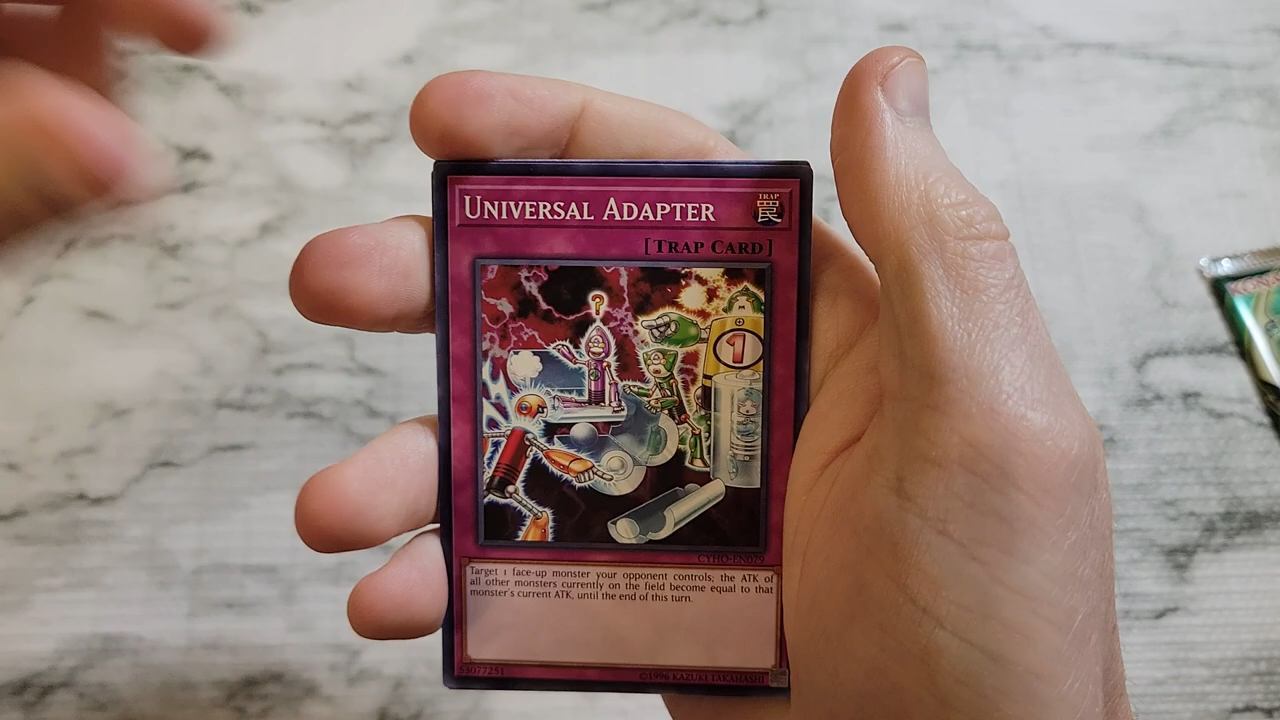 UNIVERSAL ADAPTER
TRAP
罠
[TRAP CARD]
?
1
CYHO-EN079
Target 1 face-up monster your opponent controls; the ATK of
all other monsters currently on the field become equal to that
monster's current ATK, until the end of this turn.
53077251
©1996 KAZUKI TAKAHASHI